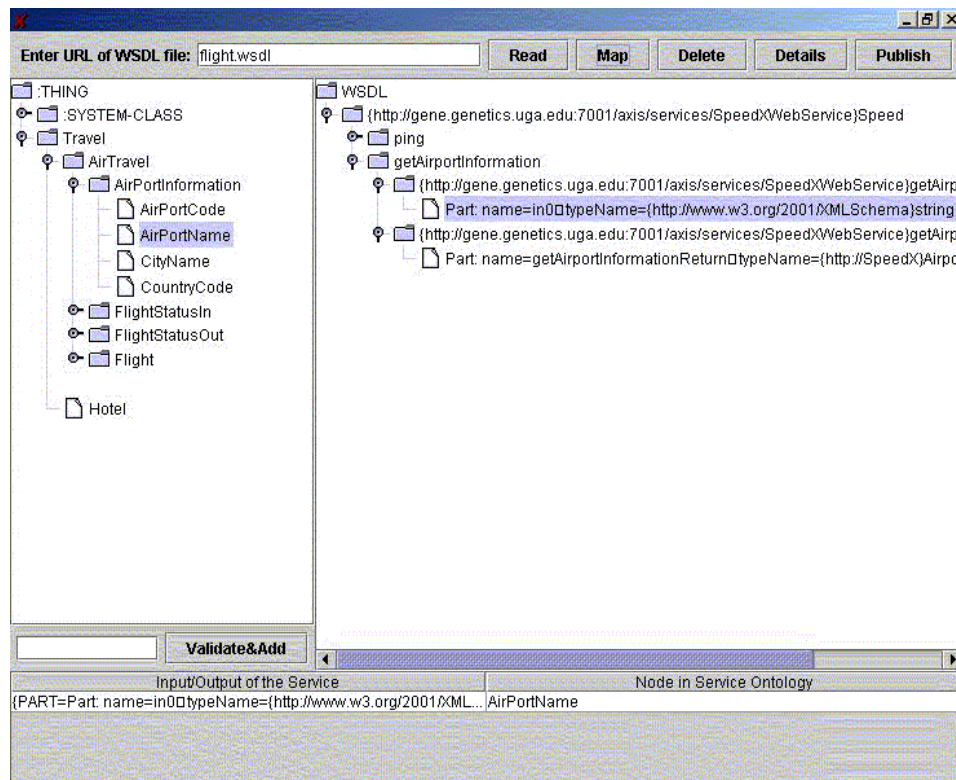 Enter URL of WSDL file: flight.wsdl Read Map Delete Details Publish
:THING
:SYSTEM-CLASS
Travel
AirTravel
AirPortInformation
AirPortCode
AirPortName
CityName
CountryCode
FlightStatusIn
FlightStatusOut
Flight
Hotel
Validate&Add
WSDL
{http://gene.genetics.uga.edu:7001/axis/services/SpeedXWebService}Speed
ping
getAirportInformation
{http://gene.genetics.uga.edu:7001/axis/services/SpeedXWebService}getAirp
Part: name=in0□typeName={http://www.w3.org/2001/XMLSchema}string
{http://gene.genetics.uga.edu:7001/axis/services/SpeedXWebService}getAirp
Part: name=getAirportInformationReturn□typeName={http://SpeedX}Airpo
Input/Output of the Service Node in Service Ontology
{PART=Part: name=in0□typeName={http://www.w3.org/2001/XML... AirPortName